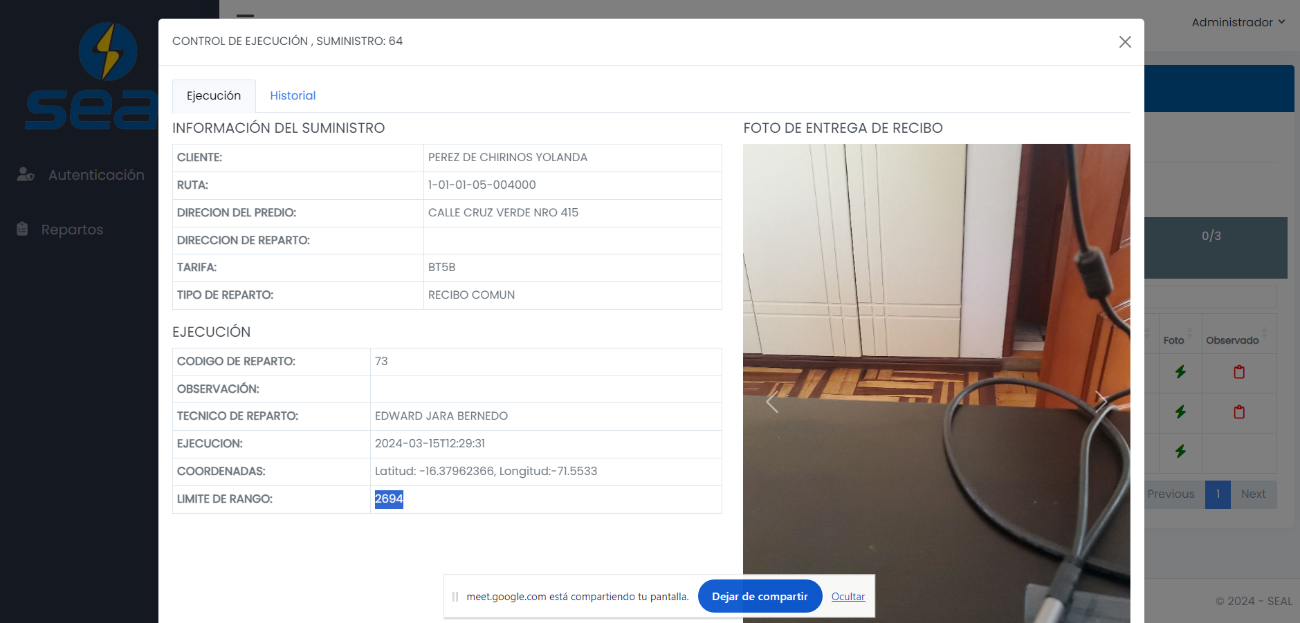 Administrador
CONTROL DE EJECUCIÓN , SUMINISTRO: 64
sea
Autenticación
Repartos
Ejecución Historial
INFORMACIÓN DEL SUMINISTRO
CLIENTE: PEREZ DE CHIRINOS YOLANDA
RUTA: 1-01-01-05-004000
DIRECION DEL PREDIO: CALLE CRUZ VERDE NRO 415
DIRECCION DE REPARTO:
TARIFA: BT5B
TIPO DE REPARTO: RECIBO COMUN
EJECUCIÓN
CODIGO DE REPARTO: 73
OBSERVACIÓN:
TECNICO DE REPARTO: EDWARD JARA BERNEDO
EJECUCION: 2024-03-15T12:29:31
COORDENADAS: Latitud: -16.37962366, Longitud:-71.5533
LIMITE DE RANGO: 2694
FOTO DE ENTREGA DE RECIBO
0/3
Foto Observado
Previous 1 Next
meet.google.com está compartiendo tu pantalla. Dejar de compartir Ocultar
© 2024 - SEAL